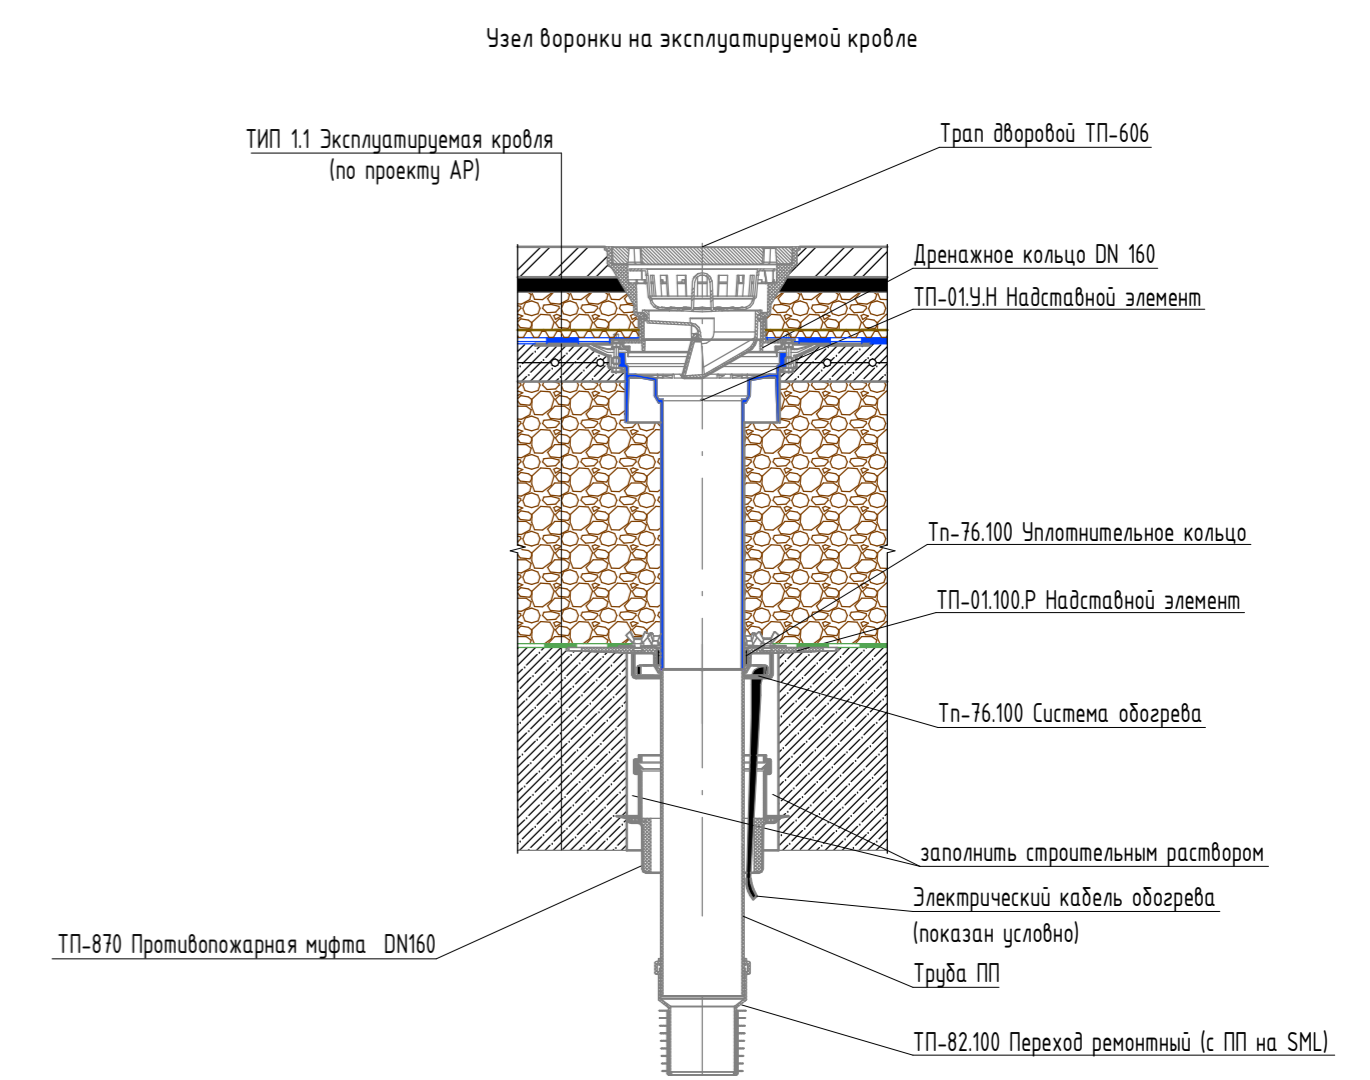 Узел воронки на эксплуатируемой кровле
ТИП 1.1 Эксплуатируемая кровля
(по проекту АР)
Трап дворовой ТП-606
Дренажное кольцо DN 160
ТП-01.У.Н Надставной элемент
Тп-76.100 Уплотнительное кольцо
ТП-01.100.Р Надставной элемент
Тп-76.100 Система обогрева
заполнить строительным раствором
Электрический кабель обогрева
(показан условно)
ТП-870 Противопожарная муфта DN160
Труба ПП
ТП-82.100 Переход ремонтный (с ПП на SML)